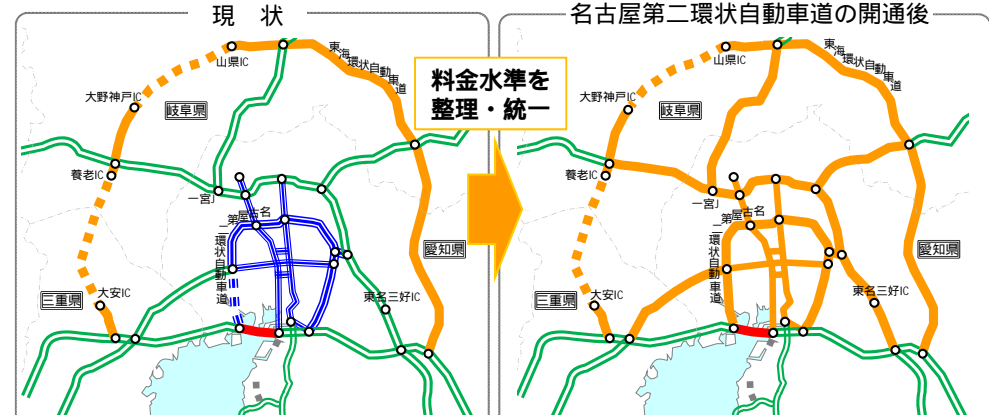 現　状
名古屋第二環状自動車道の開通後
料金水準を
整理・統一
山県IC
東海環状自動車道
大野神戸IC
岐阜県
養老IC
一宮J
名古屋第二環状自動車道
愛知県
三重県
大安IC
東名三好IC
山県IC
東海環状自動車道
大野神戸IC
岐阜県
養老IC
一宮J
名古屋第二環状自動車道
愛知県
三重県
大安IC
東名三好IC